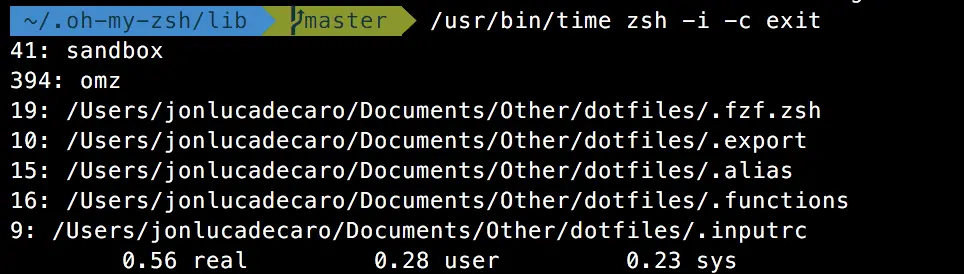 ~/.oh-my-zsh/lib master /usr/bin/time zsh -i -c exit
41: sandbox
394: omz
19: /Users/jonlucadecaro/Documents/Other/dotfiles/.fzf.zsh
10: /Users/jonlucadecaro/Documents/Other/dotfiles/.export
15: /Users/jonlucadecaro/Documents/Other/dotfiles/.alias
16: /Users/jonlucadecaro/Documents/Other/dotfiles/.functions
9: /Users/jonlucadecaro/Documents/Other/dotfiles/.inputrc
0.56 real 0.28 user 0.23 sys